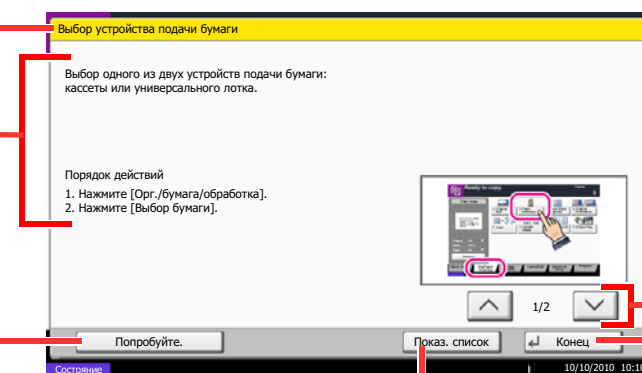 Выбор устройства подачи бумаги
Выбор одного из двух устройств подачи бумаги:
кассеты или универсального лотка.
Порядок действий
1. Нажмите [Орг./бумага/обработка].
2. Нажмите [Выбор бумаги].
Ready to copy.
1/2
Попробуйте.
Показ. список
Конец
Состояние
10/10/2010 10:10